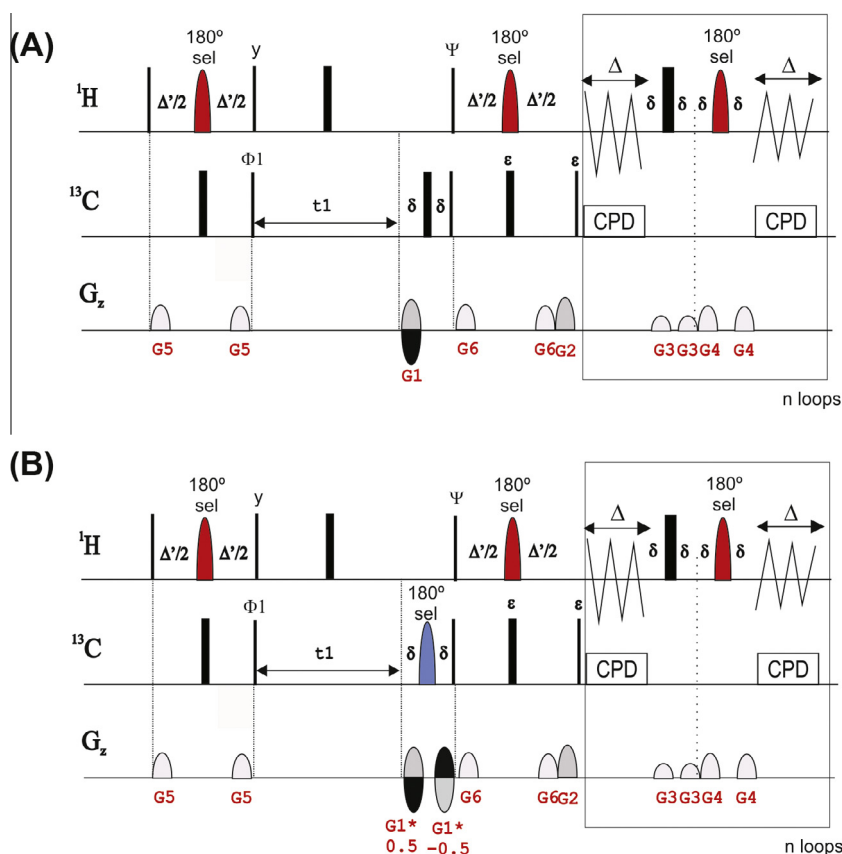 (A)
180º
sel
y
Ψ
180º
sel
Δ
180º
sel
Δ
¹H
Δ'/2
Δ'/2
Δ'/2
Δ'/2
δ
δ
δ
δ
Φ1
ε
ε
¹³C
t1
δ
δ
CPD
CPD
Gz
G5
G5
G1
G6
G6
G2
G3
G3
G4
G4
n loops
(B)
180º
sel
y
Ψ
180º
sel
Δ
180º
sel
Δ
¹H
Δ'/2
Δ'/2
Δ'/2
Δ'/2
δ
δ
δ
δ
180º
sel
Φ1
ε
ε
¹³C
t1
δ
δ
CPD
CPD
Gz
G5
G5
G6
G6
G2
G3
G3
G4
G4
G1*
0.5
G1*
-0.5
n loops